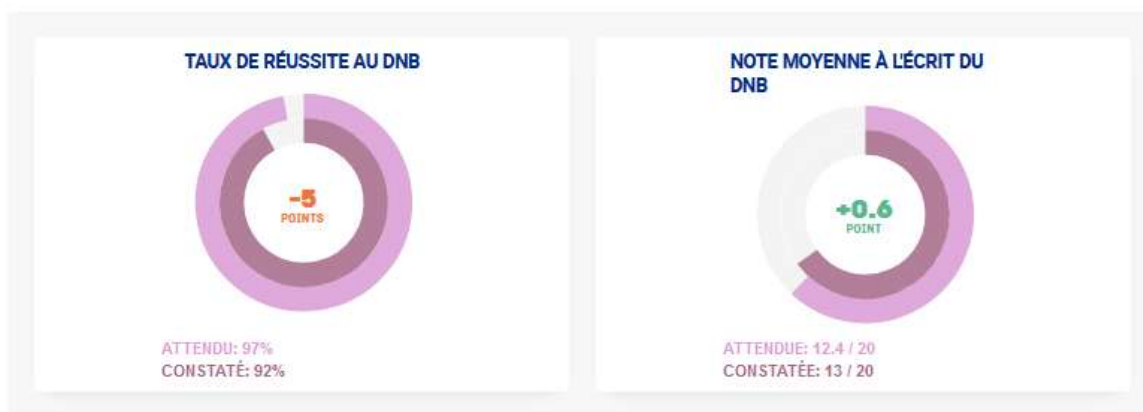 TAUX DE RÉUSSITE AU DNB
-5
POINTS
ATTENDU: 97%
CONSTATÉ: 92%
NOTE MOYENNE À L'ÉCRIT DU
DNB
+0.6
POINT
ATTENDUE: 12.4 / 20
CONSTATÉE: 13 / 20